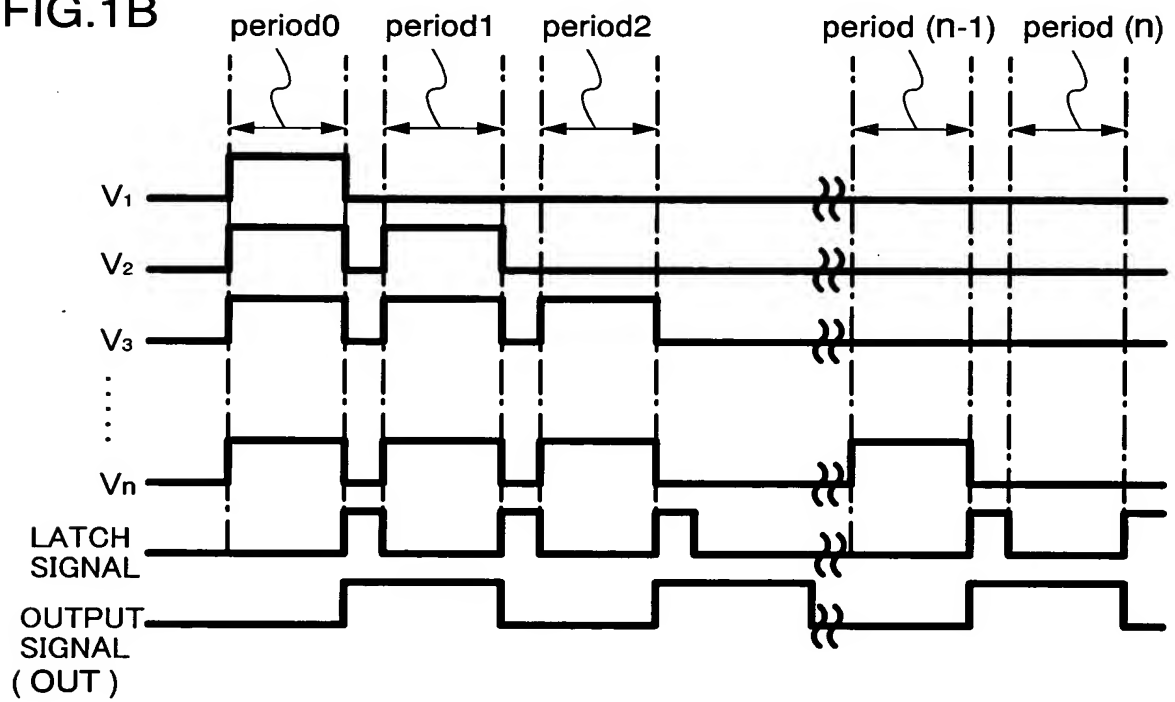 FIG.1B
period0 period1 period2 period (n-1) period (n)
V1
V2
V3
Vn
LATCH
SIGNAL
OUTPUT
SIGNAL
( OUT )